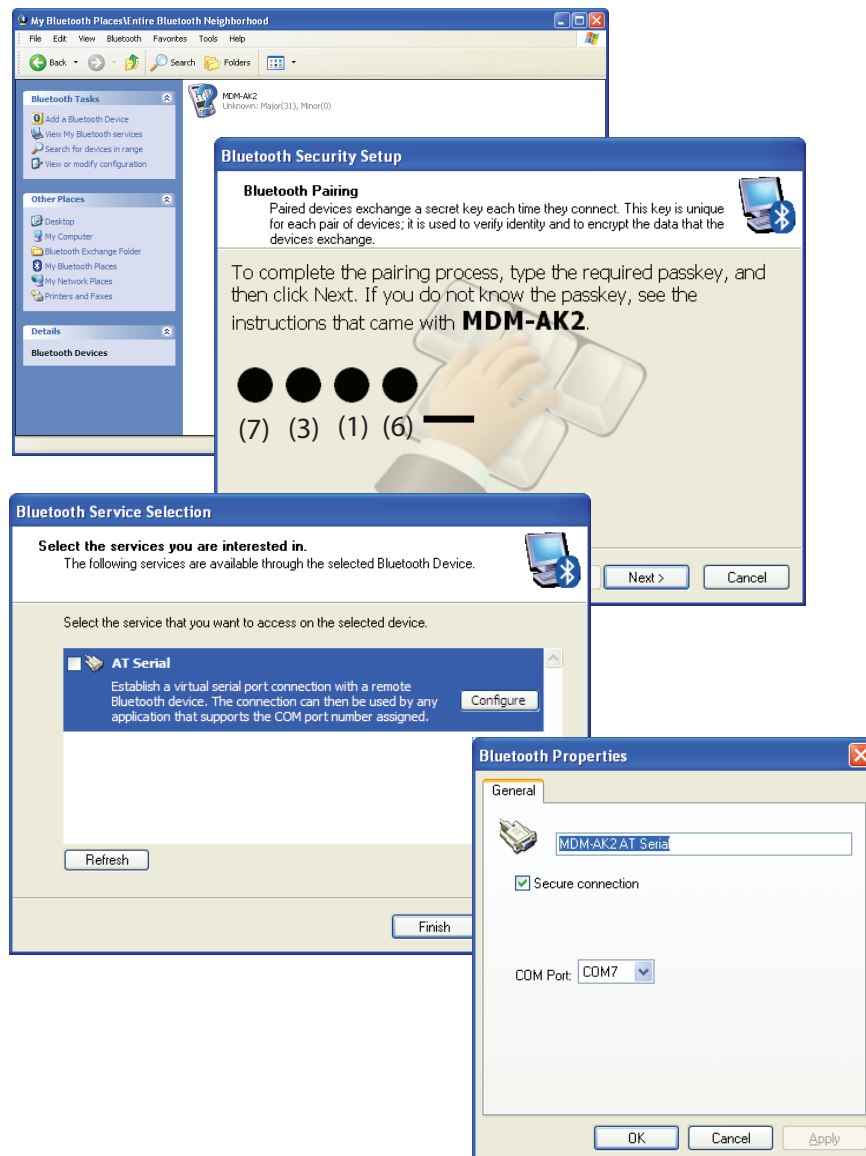 My Bluetooth Places\Entire Bluetooth Neighborhood
File Edit View Bluetooth Favorites Tools Help
Back Search Folders
Bluetooth Tasks
Add a Bluetooth Device
View My Bluetooth services
Search for devices in range
View or modify configuration
Other Places
Desktop
My Computer
Bluetooth Exchange Folder
My Bluetooth Places
My Network Places
Printers and Faxes
Details
Bluetooth Devices
MDM-AK2
Unknown: Major(31), Minor(0)
Bluetooth Security Setup
Bluetooth Pairing
Paired devices exchange a secret key each time they connect. This key is unique
for each pair of devices; it is used to verify identity and to encrypt the data that the
devices exchange.
To complete the pairing process, type the required passkey, and
then click Next. If you do not know the passkey, see the
instructions that came with MDM-AK2.
(7) (3) (1) (6)
Next > Cancel
Bluetooth Service Selection
Select the services you are interested in.
The following services are available through the selected Bluetooth Device.
Select the service that you want to access on the selected device.
AT Serial
Establish a virtual serial port connection with a remote
Bluetooth device. The connection can then be used by any
application that supports the COM port number assigned.
Configure
Refresh
Finish
Bluetooth Properties
General
MDM-AK2 AT Serial
Secure connection
COM Port: COM7
OK Cancel Apply